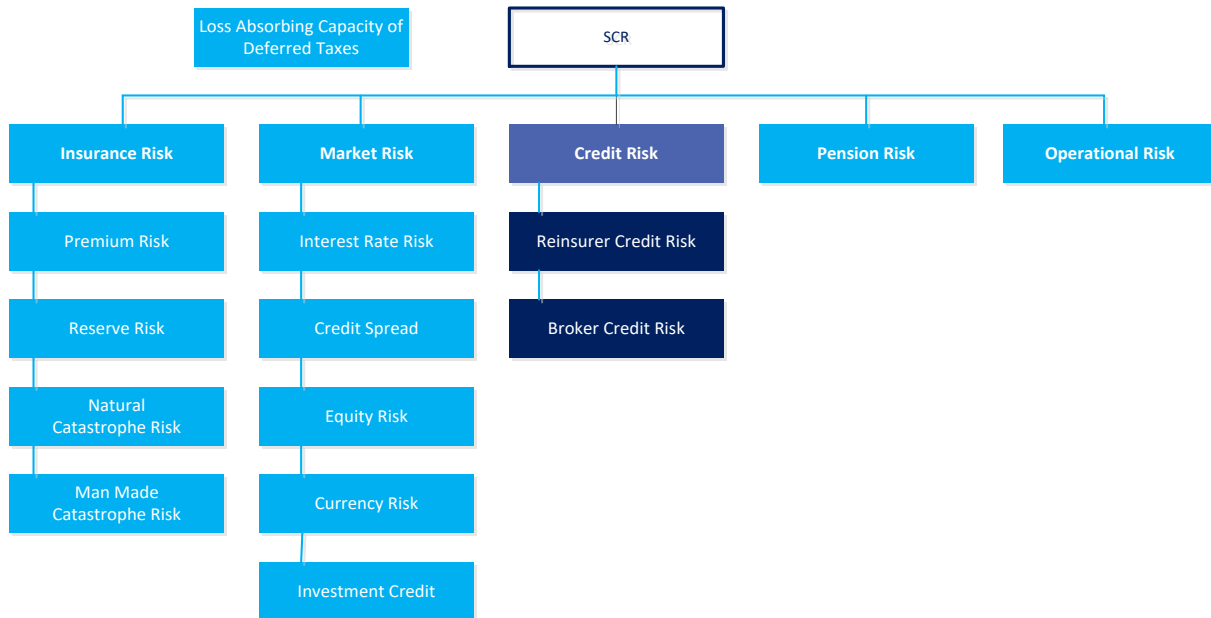 Loss Absorbing Capacity of
Deferred Taxes
SCR
Insurance Risk
Market Risk
Credit Risk
Pension Risk
Operational Risk
Premium Risk
Interest Rate Risk
Reinsurer Credit Risk
Reserve Risk
Credit Spread
Broker Credit Risk
Natural
Catastrophe Risk
Equity Risk
Man Made
Catastrophe Risk
Currency Risk
Investment Credit